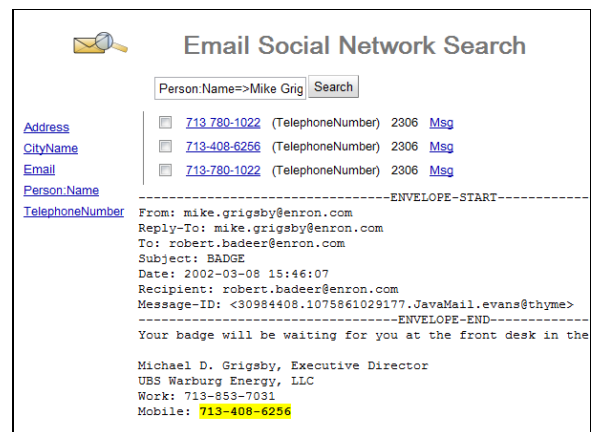 Email Social Network Search
Person:Name=>Mike Grig Search
Address
CityName
Email
Person:Name
TelephoneNumber
713 780-1022 (TelephoneNumber) 2306 Msg
713-408-6256 (TelephoneNumber) 2306 Msg
713-780-1022 (TelephoneNumber) 2306 Msg
---------------------------------ENVELOPE-START------------
From: mike.grigsby@enron.com
Reply-To: mike.grigsby@enron.com
To: robert.badeer@enron.com
Subject: BADGE
Date: 2002-03-08 15:46:07
Recipient: robert.badeer@enron.com
Message-ID: <30984408.1075861029177.JavaMail.evans@thyme>
----------------------------------ENVELOPE-END-------------
Your badge will be waiting for you at the front desk in the
Michael D. Grigsby, Executive Director
UBS Warburg Energy, LLC
Work: 713-853-7031
Mobile: 713-408-6256